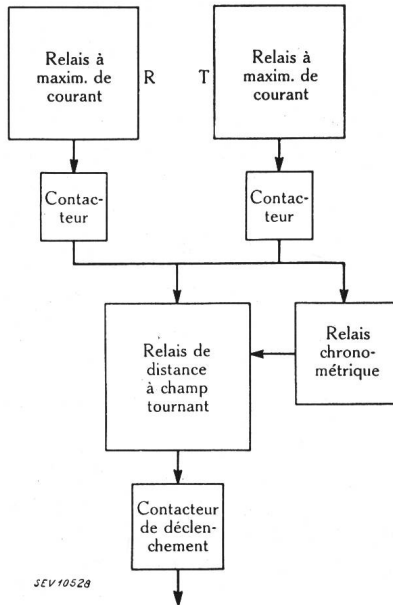 Relais à
maxim. de
courant
R
T
Relais à
maxim. de
courant
Contac-
teur
Contac-
teur
Relais de
distance
à champ
tournant
Relais
chrono-
métrique
Contacteur
de déclen-
chement
SEV10528